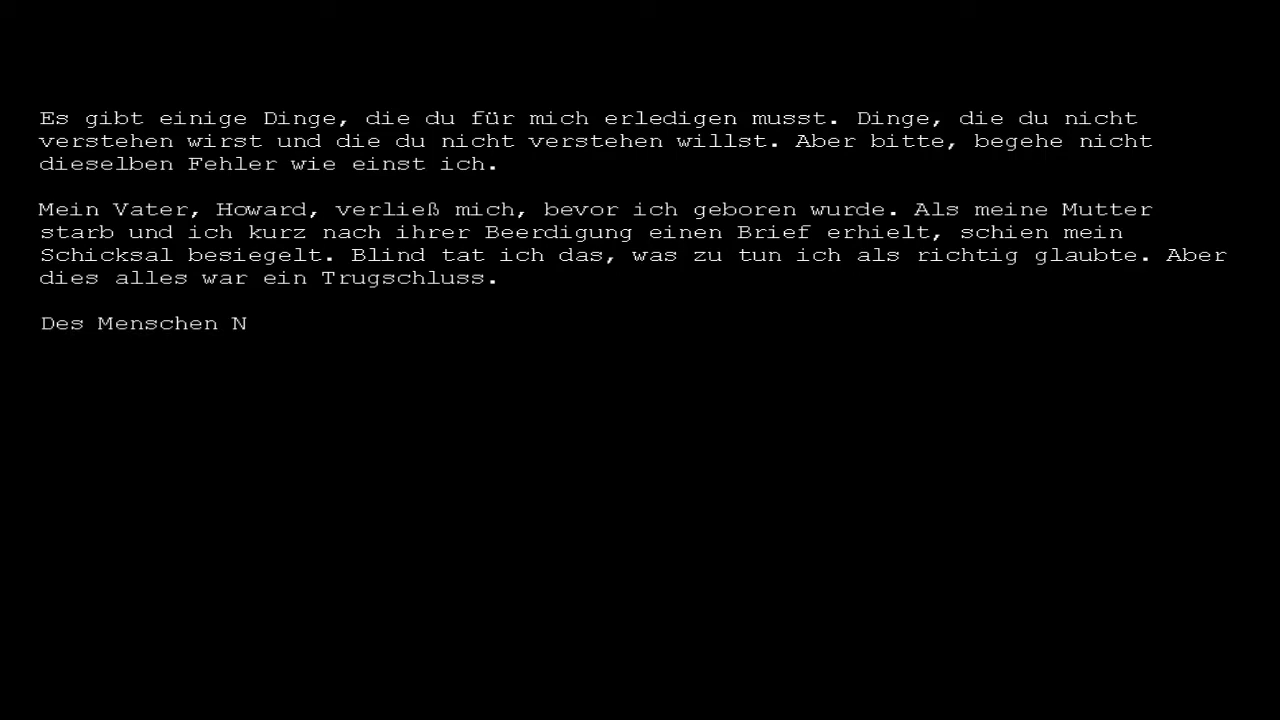 Es gibt einige Dinge, die du für mich erledigen musst. Dinge, die du nicht
verstehen wirst und die du nicht verstehen willst. Aber bitte, begehe nicht
dieselben Fehler wie einst ich.
Mein Vater, Howard, verließ mich, bevor ich geboren wurde. Als meine Mutter
starb und ich kurz nach ihrer Beerdigung einen Brief erhielt, schien mein
Schicksal besiegelt. Blind tat ich das, was zu tun ich als richtig glaubte. Aber
dies alles war ein Trugschluss.
Des Menschen N